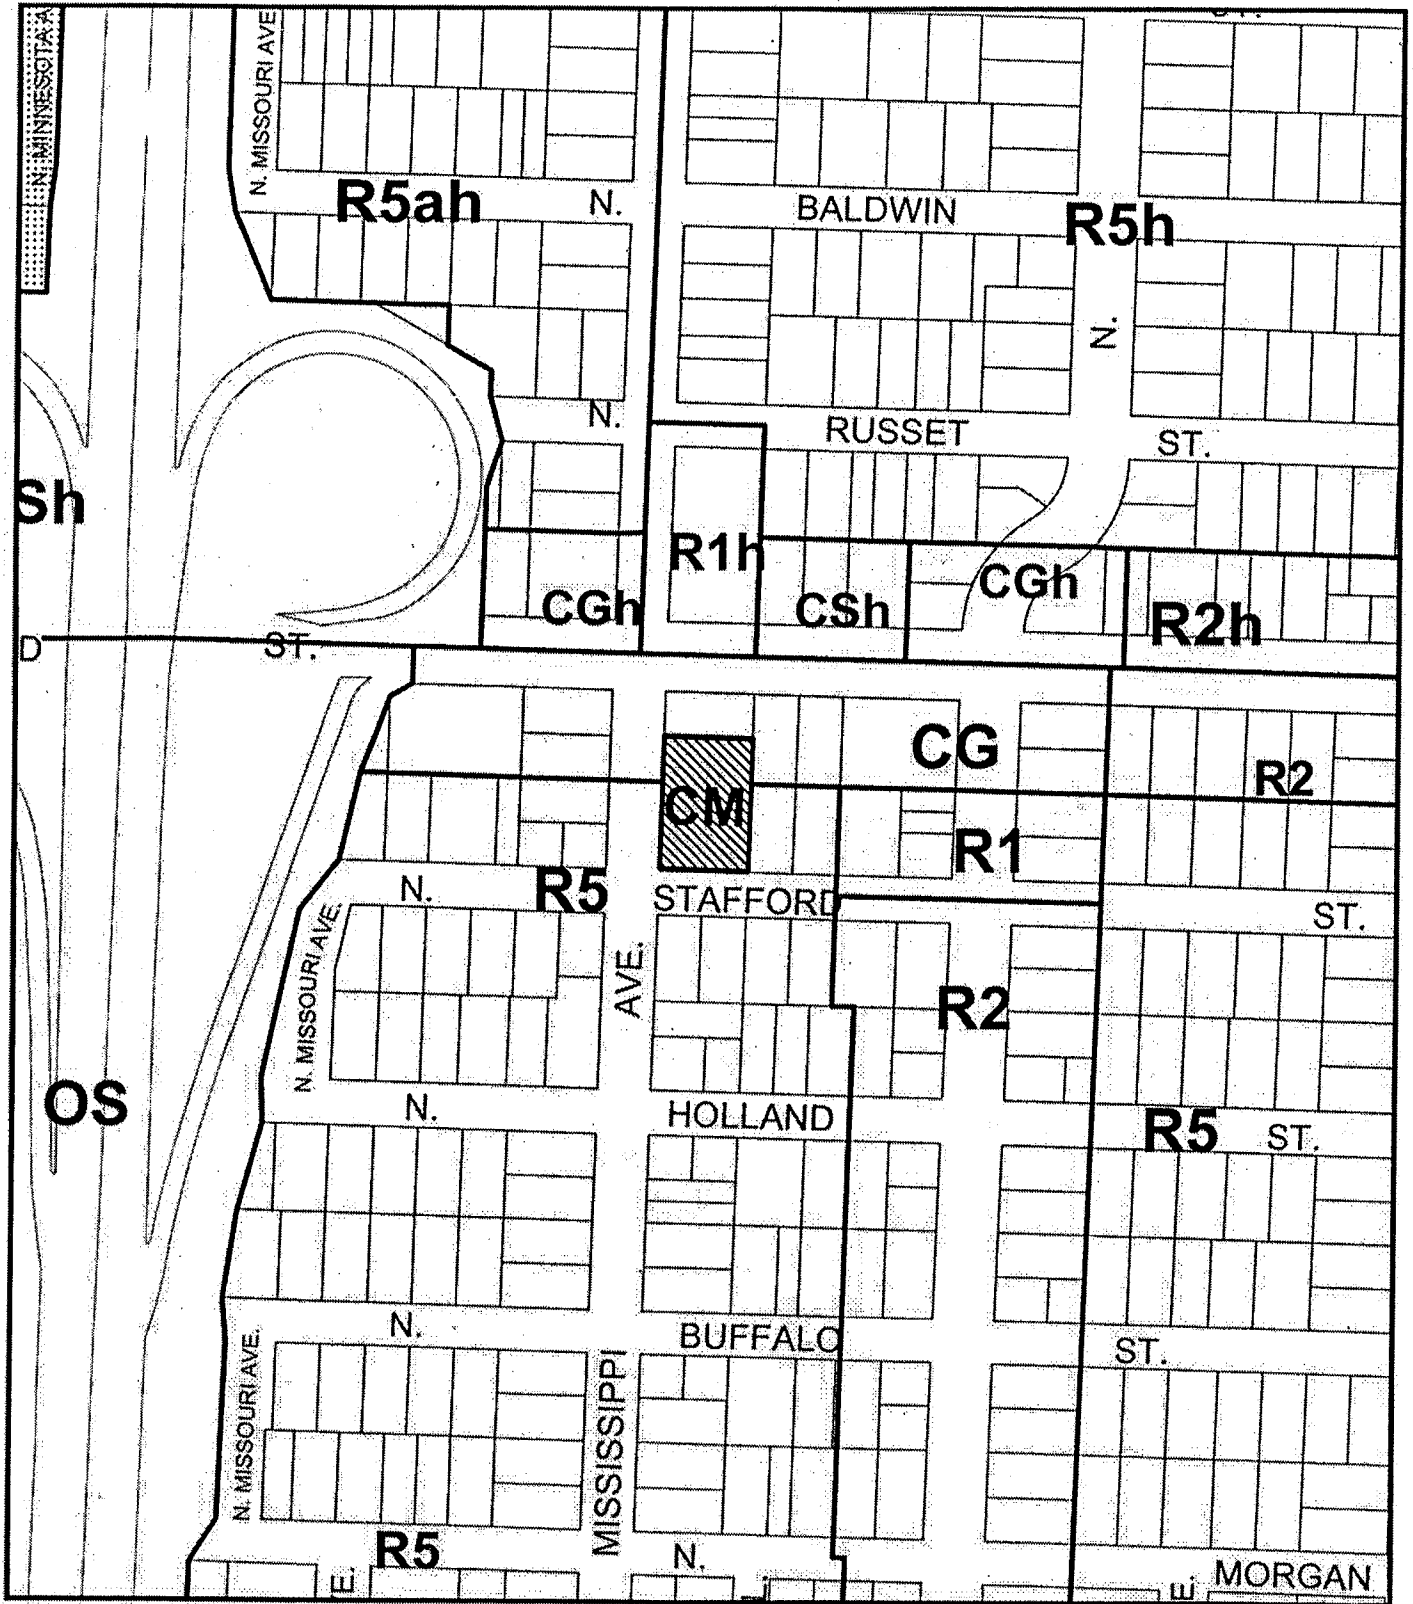 N. MINNESOTA A
N. MISSOURI AVE
R5ah
N.
BALDWIN
R5h
N.
N.
RUSSET
ST.
Sh
R1h
CGh
CSh
CGh
R2h
D
ST.
CG
R2
CM
R1
R5
N.
STAFFORD
ST.
N. MISSOURI AVE.
AVE.
R2
OS
N.
HOLLAND
R5
ST.
N.
BUFFALO
ST.
N. MISSOURI AVE.
MISSISSIPPI
R5
N.
MORGAN
E.
E.